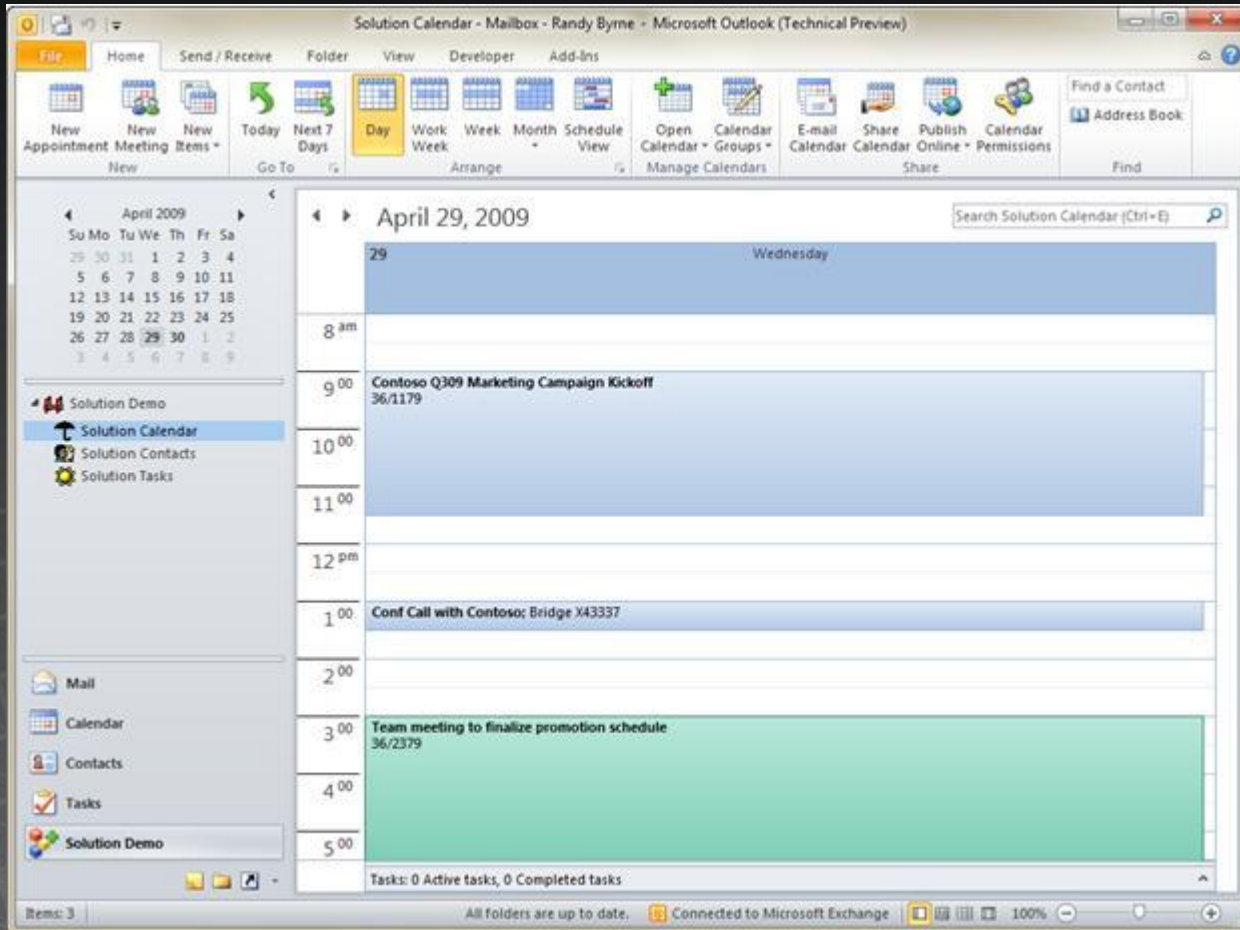 Solution Calendar - Mailbox - Randy Byrne - Microsoft Outlook (Technical Preview)
File Home Send / Receive Folder View Developer Add-Ins
New Appointment
New Meeting
New Items
Today
Next 7 Days
Day
Work Week
Week
Month
Schedule View
Open Calendar
Calendar Groups
E-mail Calendar
Share Calendar
Publish Online
Calendar Permissions
Find a Contact
Address Book
New Go To Arrange Manage Calendars Share Find
April 2009
Su Mo Tu We Th Fr Sa
29 30 31 1 2 3 4
5 6 7 8 9 10 11
12 13 14 15 16 17 18
19 20 21 22 23 24 25
26 27 28 29 30 1 2
3 4 5 6 7 8 9
Solution Demo
Solution Calendar
Solution Contacts
Solution Tasks
Mail
Calendar
Contacts
Tasks
Solution Demo
April 29, 2009
Search Solution Calendar (Ctrl+E)
29 Wednesday
8 am
9 00
Contoso Q309 Marketing Campaign Kickoff
36/1179
10 00
11 00
12 pm
1 00
Conf Call with Contoso; Bridge X43337
2 00
3 00
Team meeting to finalize promotion schedule
36/2379
4 00
5 00
Tasks: 0 Active tasks, 0 Completed tasks
Items: 3
All folders are up to date.
Connected to Microsoft Exchange
100%